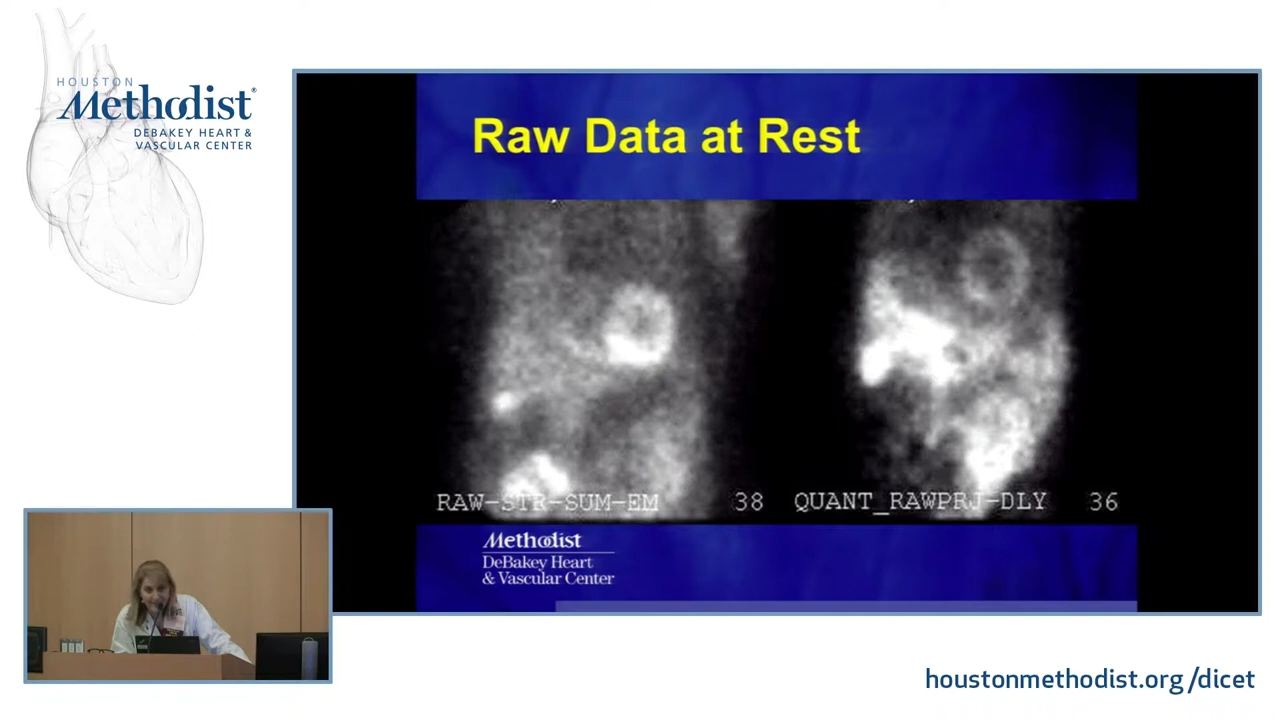 HOUSTON
Methodist®
DEBAKEY HEART &
VASCULAR CENTER
Raw Data at Rest
RAW-STR-SUM-EM 38
QUANT_RAWPRJ-DLY 36
Methodist
DeBakey Heart
& Vascular Center
houstonmethodist.org/dicet